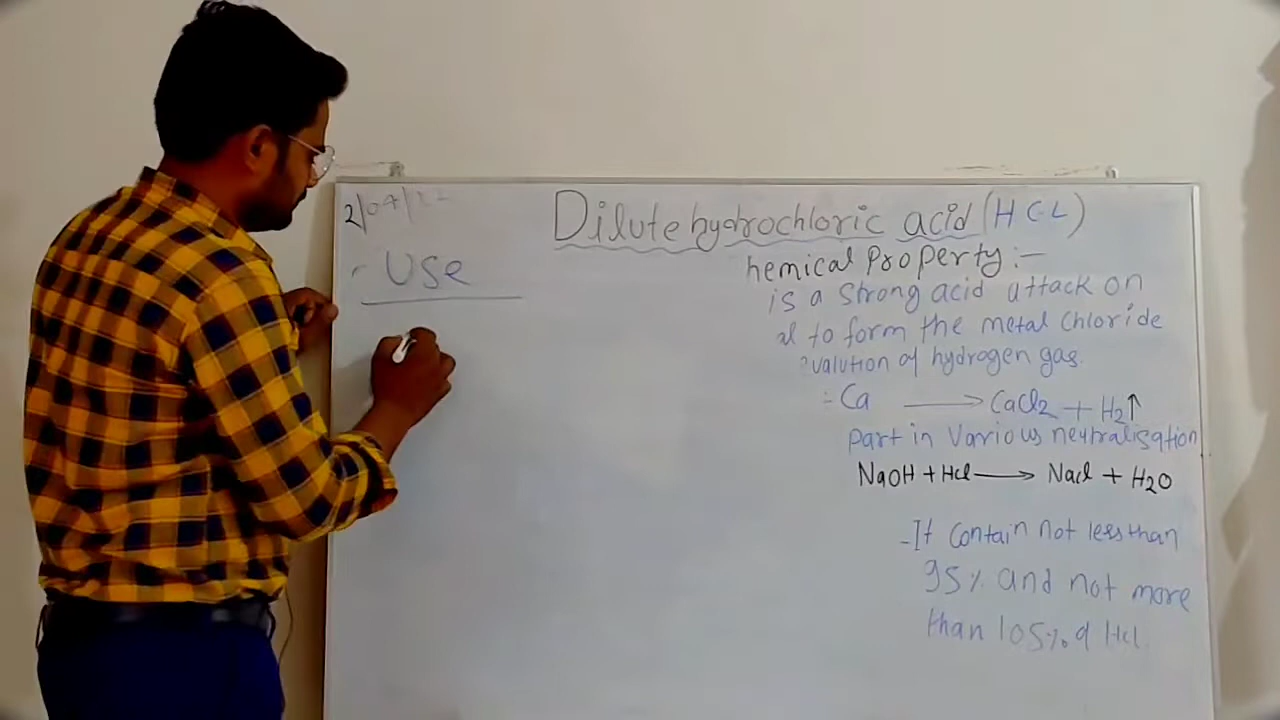 2/04/22
Dilute hydrochloric acid (HCL)
Use
hemical Property :-
is a strong acid attack on
al to form the metal chloride
valution of hydrogen gas.
:- Ca ⟶ CaCl2 + H2↑
part in Various neutralisation
NaOH + HCl ⟶ NaCl + H2O
- It contain not less than
95% and not more
than 105% of HCl.